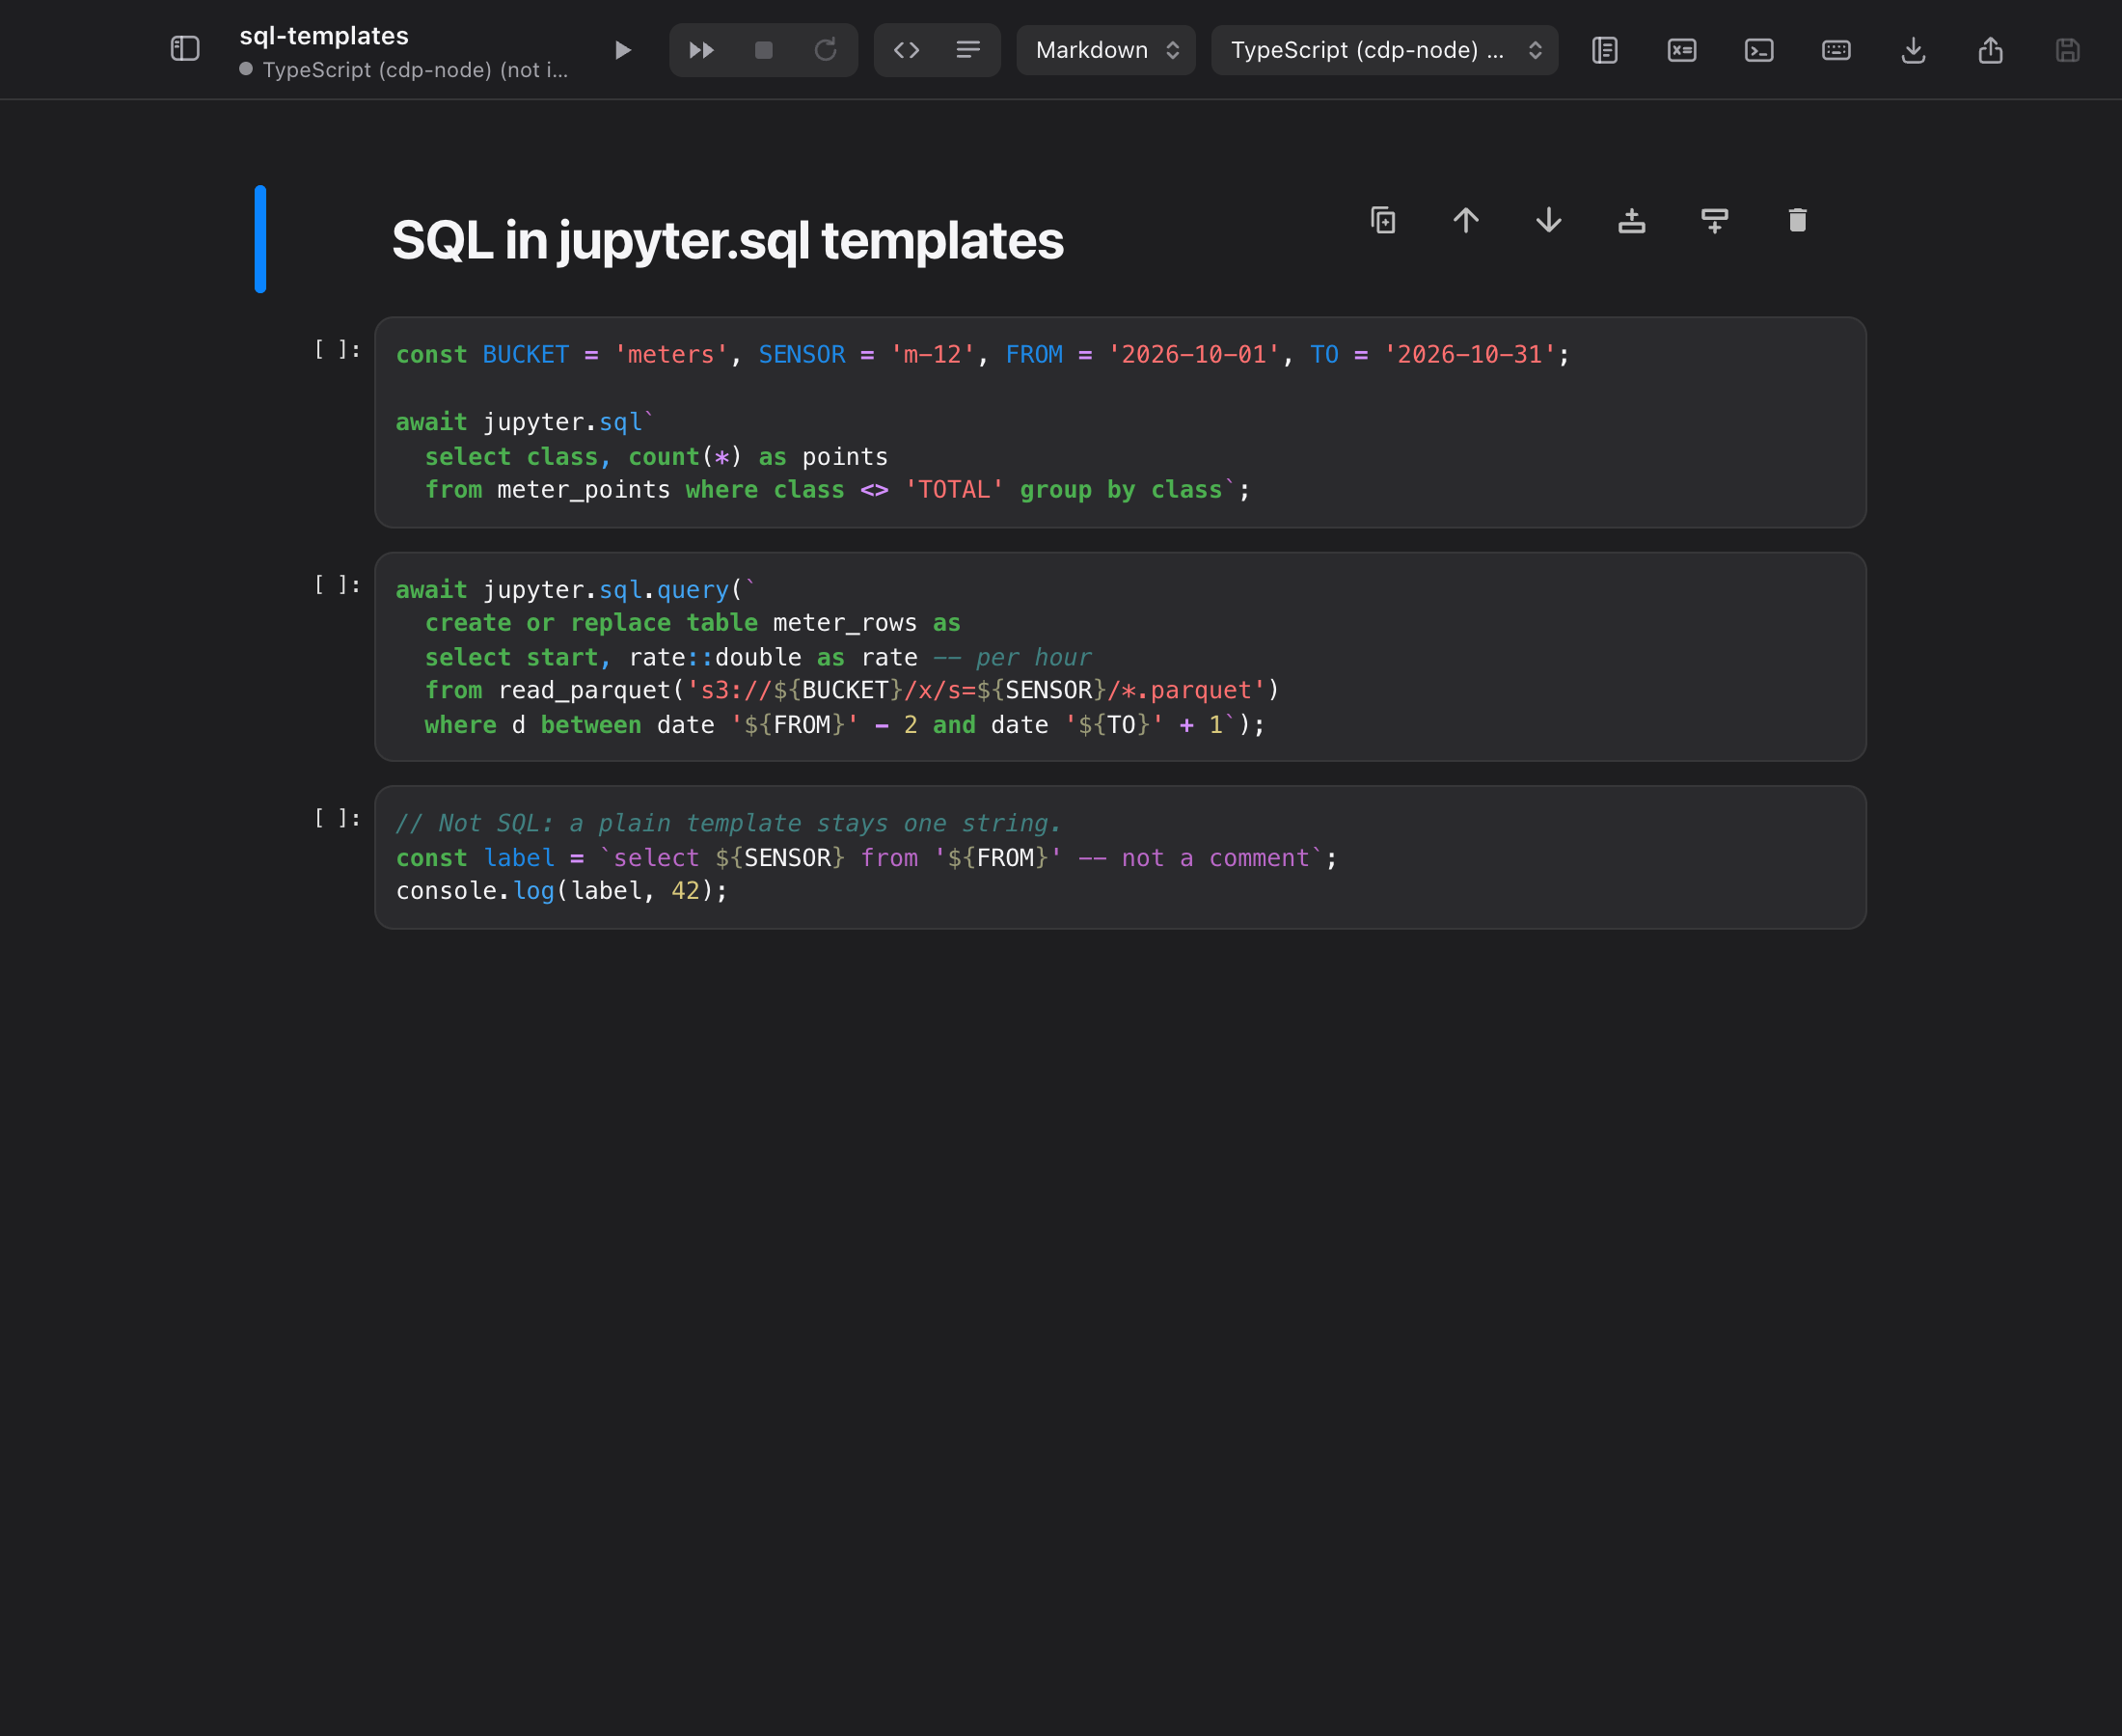 sql-templates
TypeScript (cdp-node) (not i...
Markdown
TypeScript (cdp-node) ...
SQL in jupyter.sql templates
[ ]:
const BUCKET = 'meters', SENSOR = 'm-12', FROM = '2026-10-01', TO = '2026-10-31';
await jupyter.sql`
  select class, count(*) as points
  from meter_points where class <> 'TOTAL' group by class`;
[ ]:
await jupyter.sql.query(`
  create or replace table meter_rows as
  select start, rate::double as rate -- per hour
  from read_parquet('s3://${BUCKET}/x/s=${SENSOR}/*.parquet')
  where d between date '${FROM}' - 2 and date '${TO}' + 1`);
[ ]:
// Not SQL: a plain template stays one string.
const label = `select ${SENSOR} from '${FROM}' -- not a comment`;
console.log(label, 42);